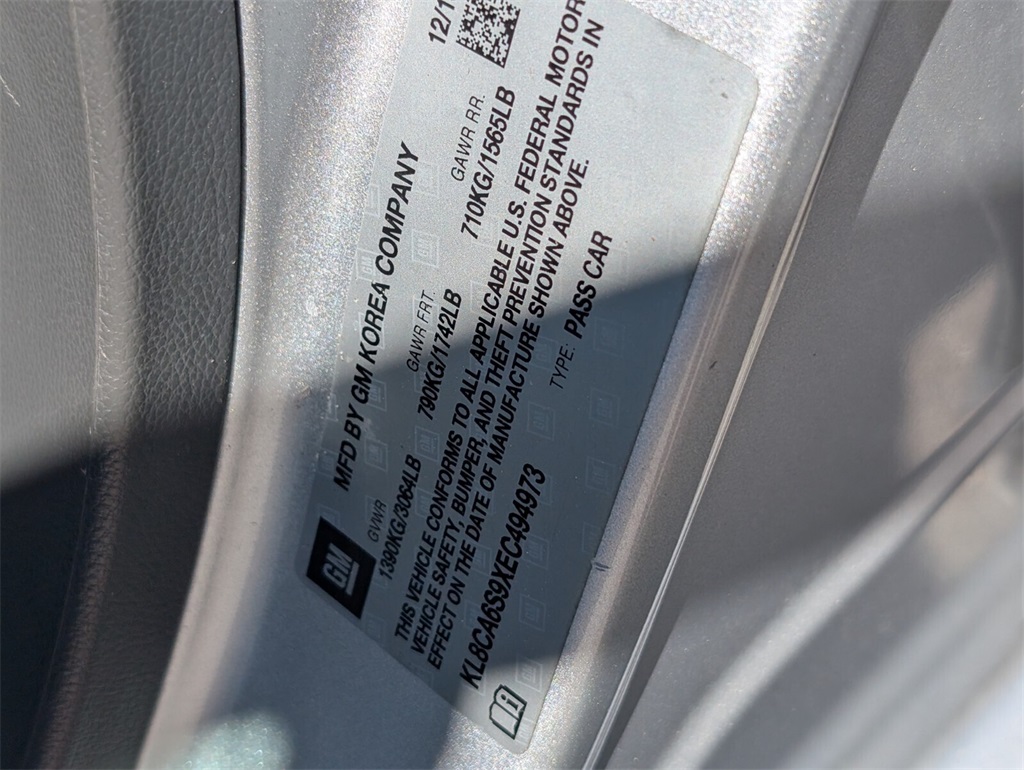 MFD BY GM KOREA COMPANY 12/1
GM
GVWR GAWR FRT. GAWR RR.
1390KG/3064LB 790KG/1742LB 710KG/1565LB
THIS VEHICLE CONFORMS TO ALL APPLICABLE U.S. FEDERAL MOTOR
VEHICLE SAFETY, BUMPER, AND THEFT PREVENTION STANDARDS IN
EFFECT ON THE DATE OF MANUFACTURE SHOWN ABOVE.
KL8CA6S9XEC494973 TYPE: PASS CAR